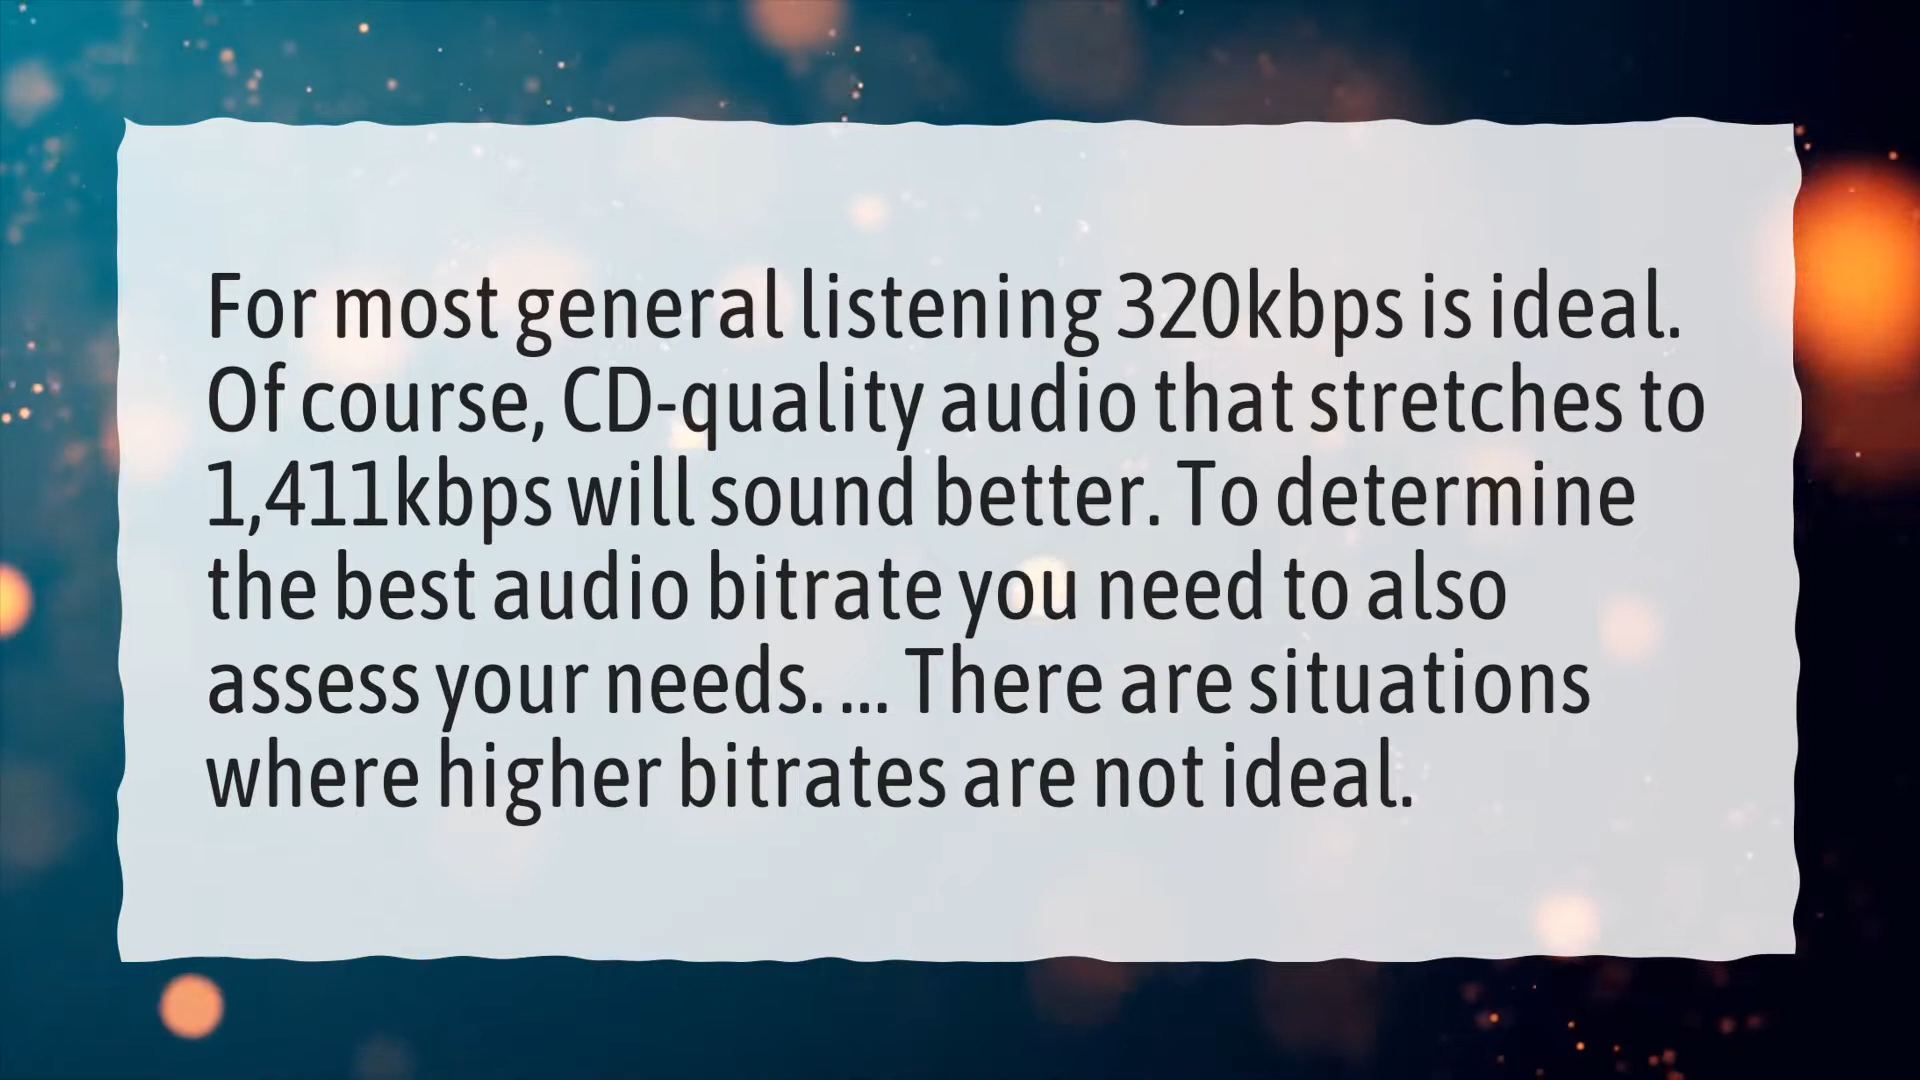 For most general listening 320kbps is ideal.
Of course, CD-quality audio that stretches to
1,411kbps will sound better. To determine
the best audio bitrate you need to also
assess your needs. ... There are situations
where higher bitrates are not ideal.